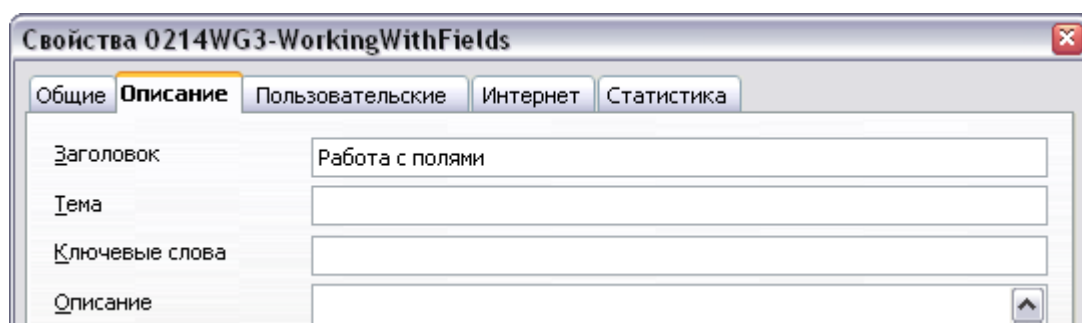 Свойства 0214WG3-WorkingWithFields
Общие Описание Пользовательские Интернет Статистика
Заголовок Работа с полями
Тема
Ключевые слова
Описание